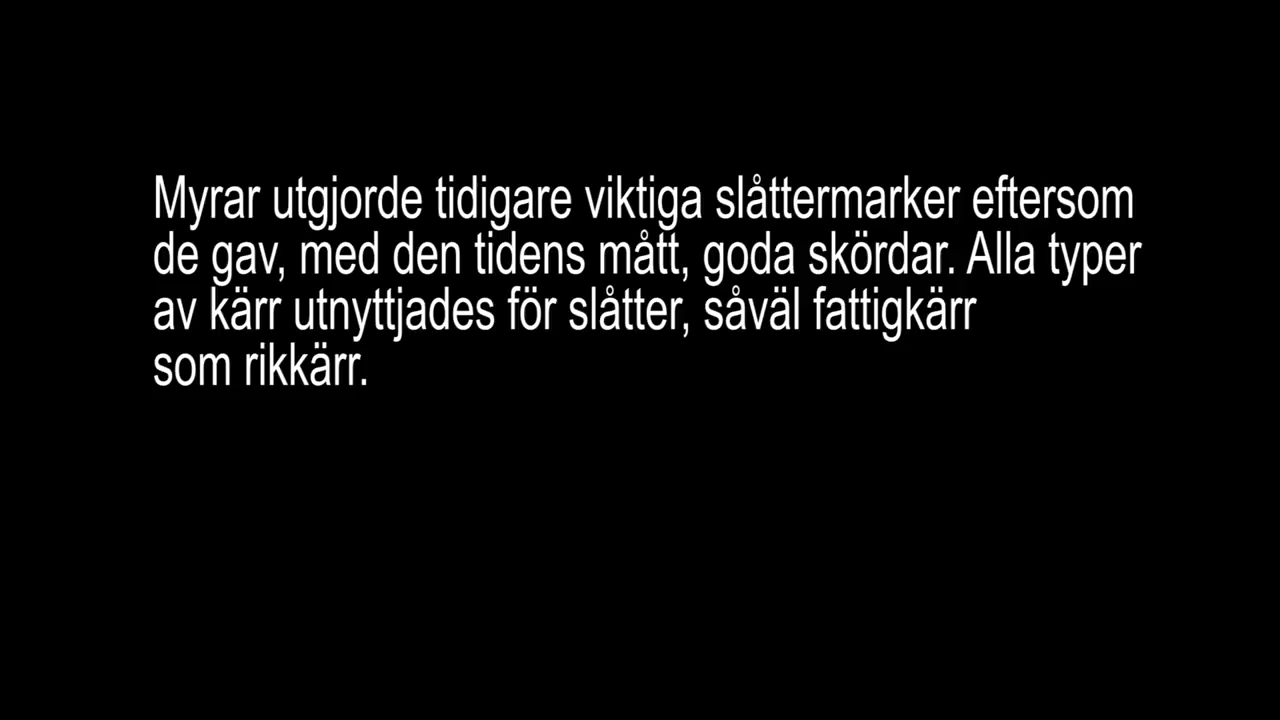 Myrar utgjorde tidigare viktiga slåttermarker eftersom
de gav, med den tidens mått, goda skördar. Alla typer
av kärr utnyttjades för slåtter, såväl fattigkärr
som rikkärr.